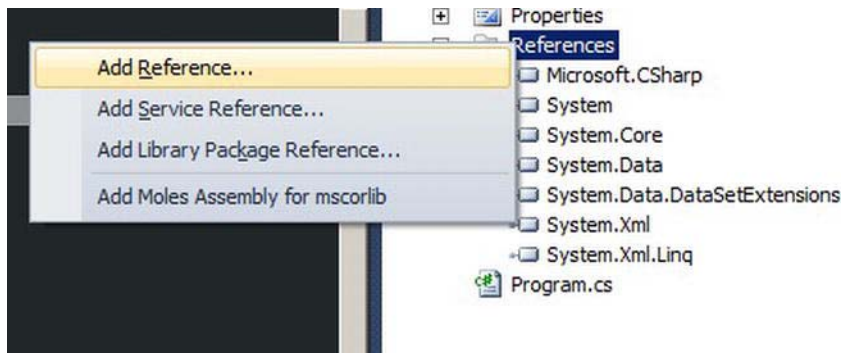 Properties
References
Add Reference...
Microsoft.CSharp
System
Add Service Reference...
System.Core
Add Library Package Reference...
System.Data
Add Moles Assembly for mscorlib
System.Data.DataSetExtensions
System.Xml
System.Xml.Linq
Program.cs